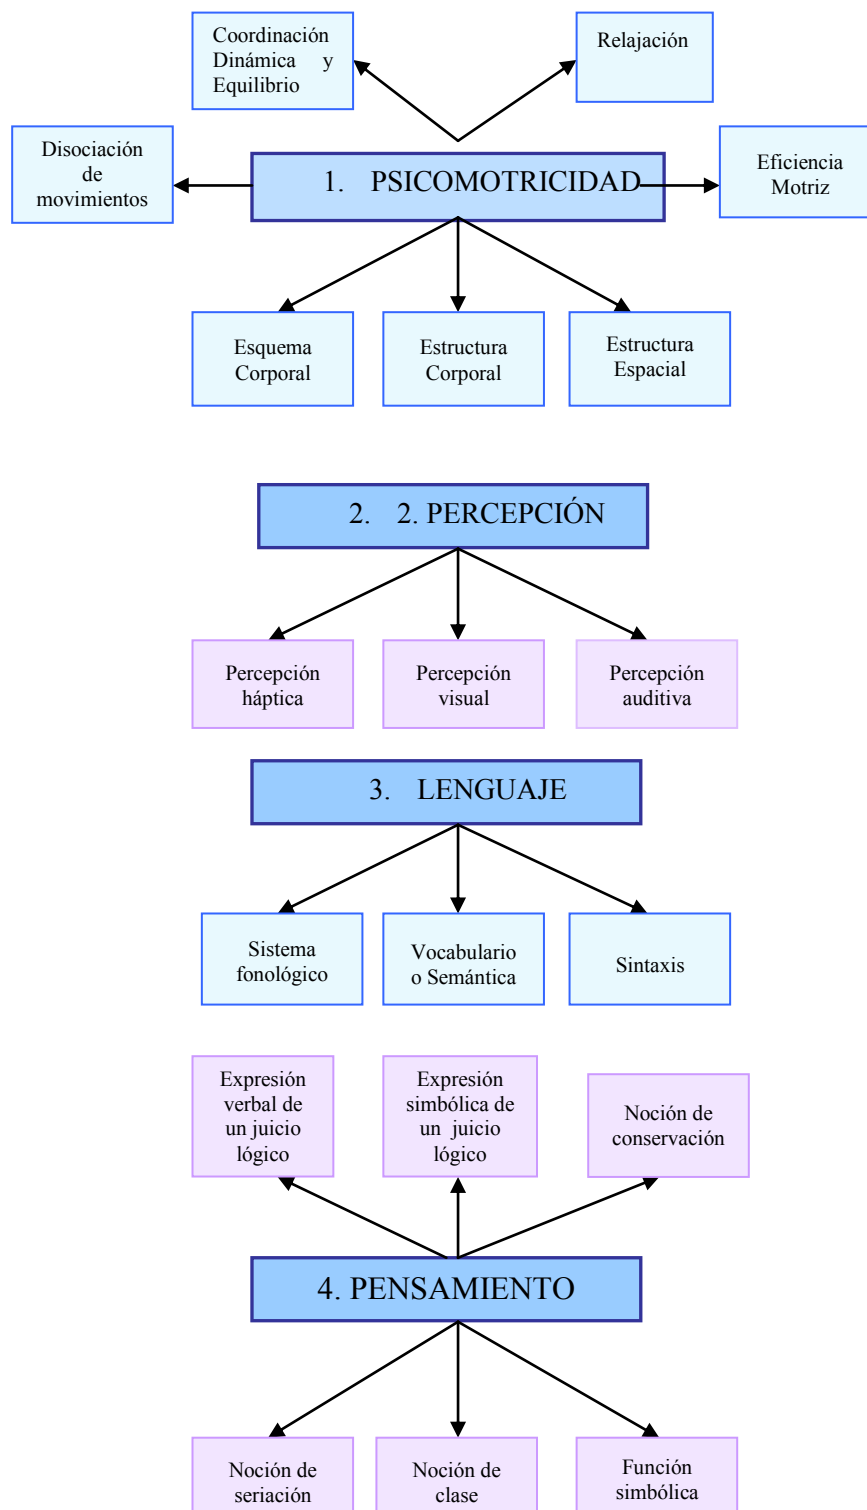 Coordinación
Dinámica y
Equilibrio
Relajación
Disociación
de
movimientos
1. PSICOMOTRICIDAD
Eficiencia
Motriz
Esquema
Corporal
Estructura
Corporal
Estructura
Espacial
2. 2. PERCEPCIÓN
Percepción
háptica
Percepción
visual
Percepción
auditiva
3. LENGUAJE
Sistema
fonológico
Vocabulario
o Semántica
Sintaxis
Expresión
verbal de
un juicio
lógico
Expresión
simbólica de
un juicio
lógico
Noción de
conservación
4. PENSAMIENTO
Noción de
seriación
Noción de
clase
Función
simbólica